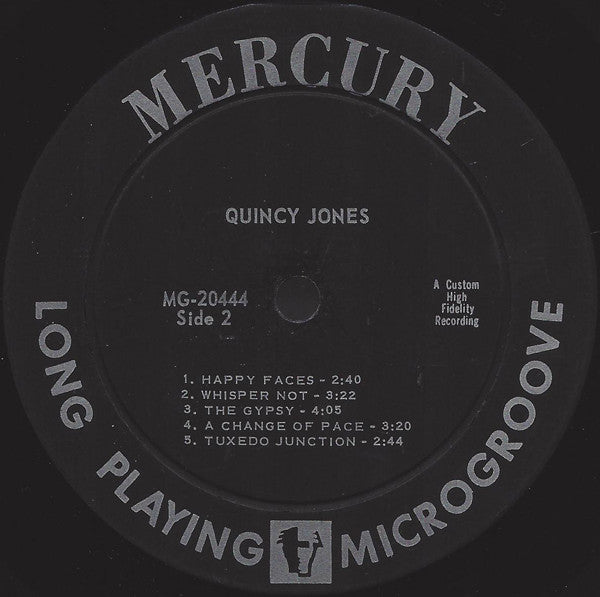 MERCURY
QUINCY JONES
MG-20444
Side 2
A Custom
High
Fidelity
Recording
1. HAPPY FACES - 2:40
2. WHISPER NOT - 3:22
3. THE GYPSY - 4:05
4. A CHANGE OF PACE - 3:20
5. TUXEDO JUNCTION - 2:44
LONG PLAYING MICROGROOVE